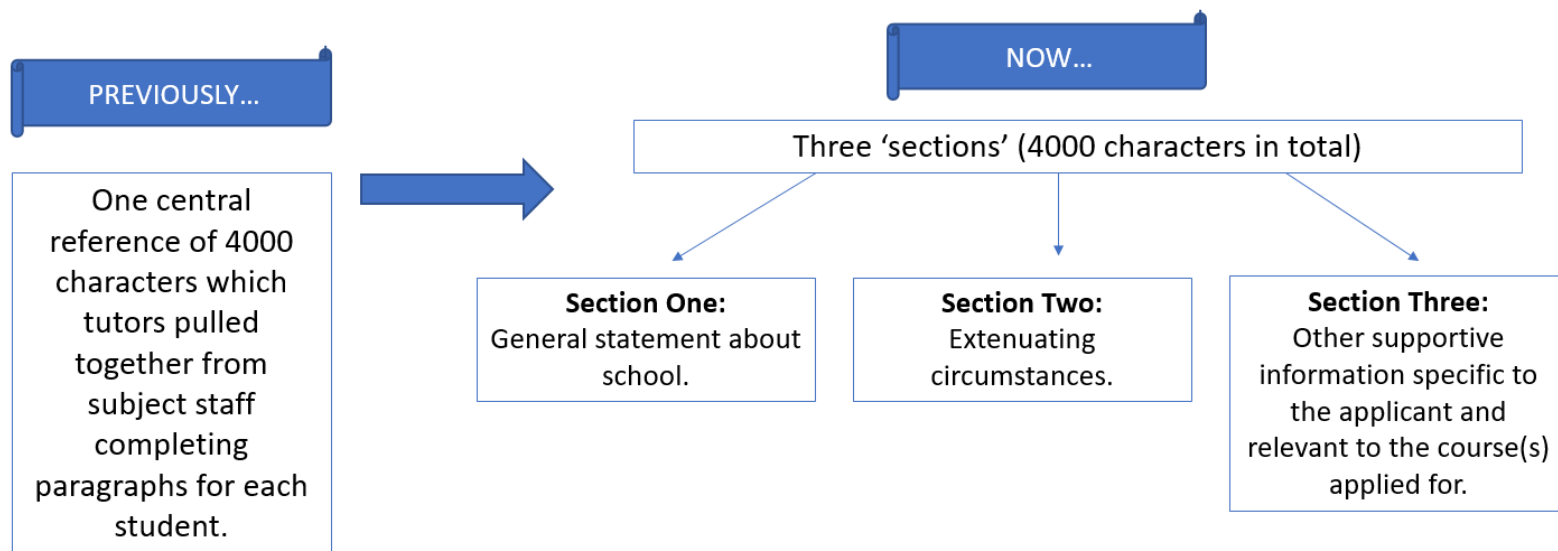 PREVIOUSLY…
One central
reference of 4000
characters which
tutors pulled
together from
subject staff
completing
paragraphs for each
student.
NOW…
Three ‘sections’ (4000 characters in total)
Section One:
General statement about
school.
Section Two:
Extenuating
circumstances.
Section Three:
Other supportive
information specific to
the applicant and
relevant to the course(s)
applied for.